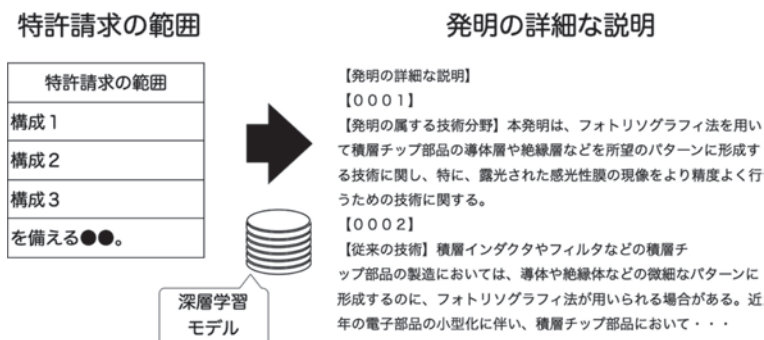 特許請求の範囲
特許請求の範囲
構成1
構成2
構成3
を備える●●。
深層学習
モデル
発明の詳細な説明
【発明の詳細な説明】
【0001】
【発明の属する技術分野】本発明は、フォトリソグラフィ法を用い
て積層チップ部品の導体層や絶縁層などを所望のパターンに形成す
る技術に関し、特に、露光された感光性膜の現像をより精度よく行
うための技術に関する。
【0002】
【従来の技術】積層インダクタやフィルタなどの積層チ
ップ部品の製造においては、導体や絶縁体などの微細なパターンに
形成するのに、フォトリソグラフィ法が用いられる場合がある。近
年の電子部品の小型化に伴い、積層チップ部品において・・・